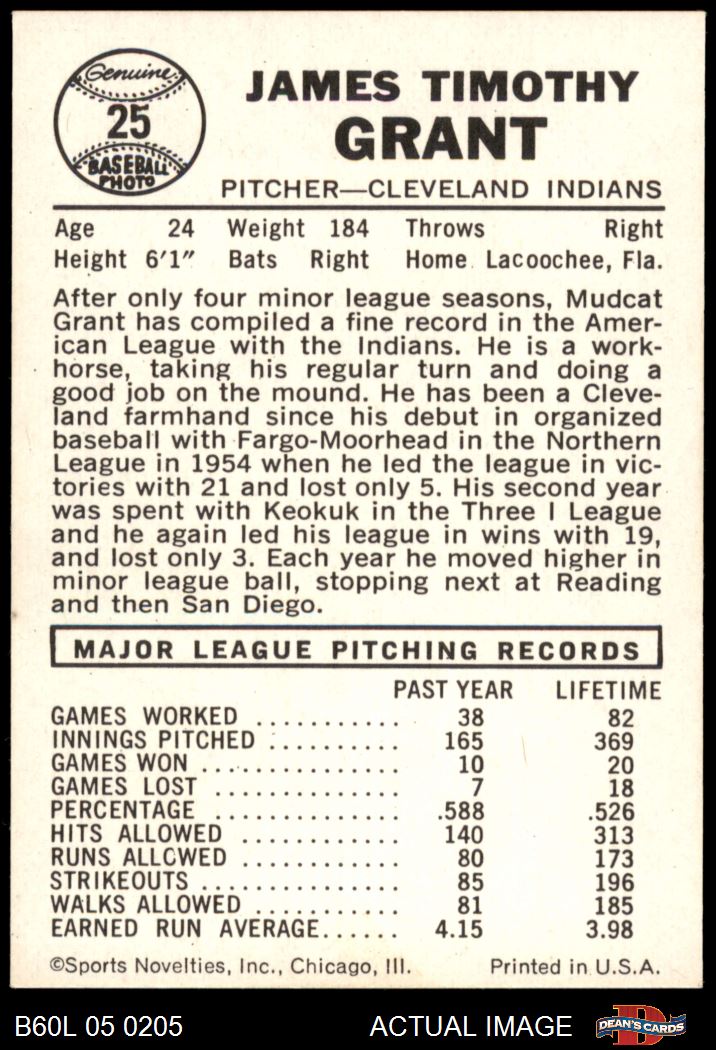 Genuine
25
BASEBALL
PHOTO
JAMES TIMOTHY
GRANT
PITCHER—CLEVELAND INDIANS
Age 24 Weight 184 Throws Right
Height 6'1" Bats Right Home Lacoochee, Fla.
After only four minor league seasons, Mudcat
Grant has compiled a fine record in the Amer-
ican League with the Indians. He is a work-
horse, taking his regular turn and doing a
good job on the mound. He has been a Cleve-
land farmhand since his debut in organized
baseball with Fargo-Moorhead in the Northern
League in 1954 when he led the league in vic-
tories with 21 and lost only 5. His second year
was spent with Keokuk in the Three I League
and he again led his league in wins with 19,
and lost only 3. Each year he moved higher in
minor league ball, stopping next at Reading
and then San Diego.
MAJOR LEAGUE PITCHING RECORDS
PAST YEAR LIFETIME
GAMES WORKED ............ 38 82
INNINGS PITCHED .......... 165 369
GAMES WON ................ 10 20
GAMES LOST ............... 7 18
PERCENTAGE ............... .588 .526
HITS ALLOWED ............. 140 313
RUNS ALLOWED ............. 80 173
STRIKEOUTS ................ 85 196
WALKS ALLOWED ........... 81 185
EARNED RUN AVERAGE...... 4.15 3.98
©Sports Novelties, Inc., Chicago, Ill. Printed in U.S.A.
B60L 05 0205 ACTUAL IMAGE DEAN'S CARDS